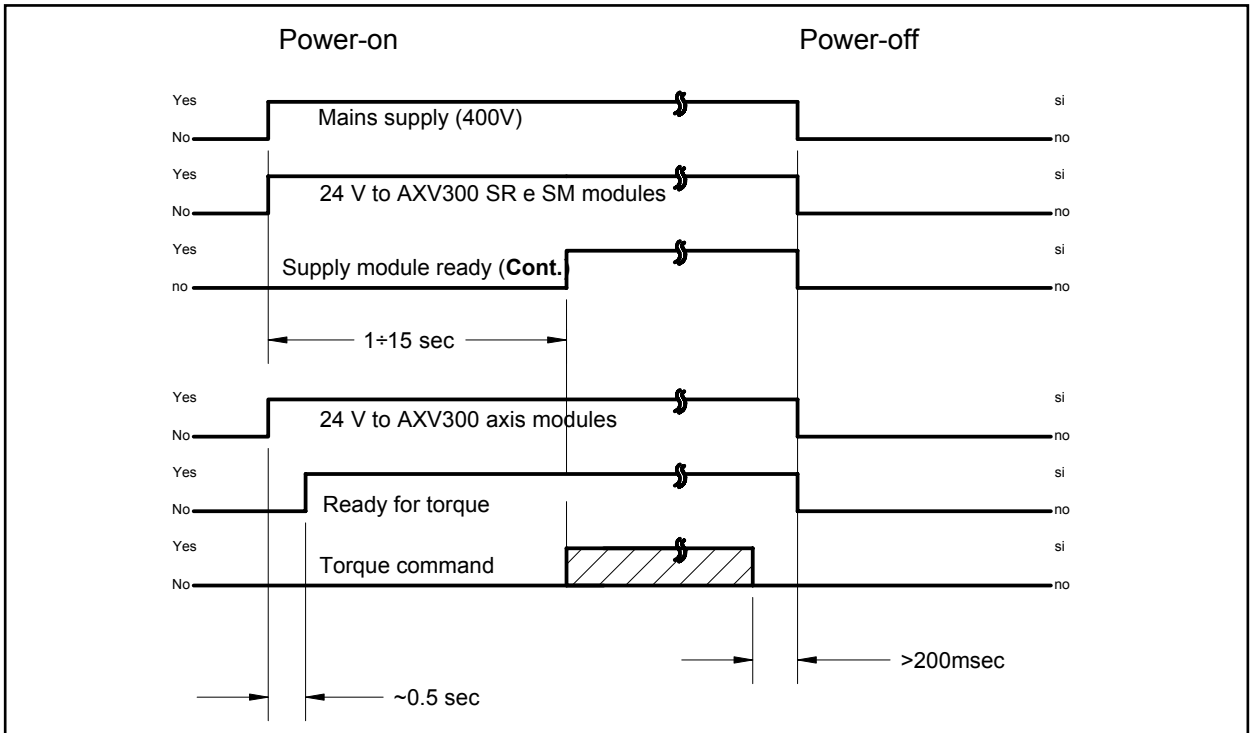 Power-on Power-off
Yes si
Mains supply (400V)
No no
Yes si
24 V to AXV300 SR e SM modules
No no
Yes si
Supply module ready (Cont.)
no no
1÷15 sec
Yes si
24 V to AXV300 axis modules
No no
Yes si
Ready for torque
No no
Yes si
Torque command
No no
>200msec
~0.5 sec